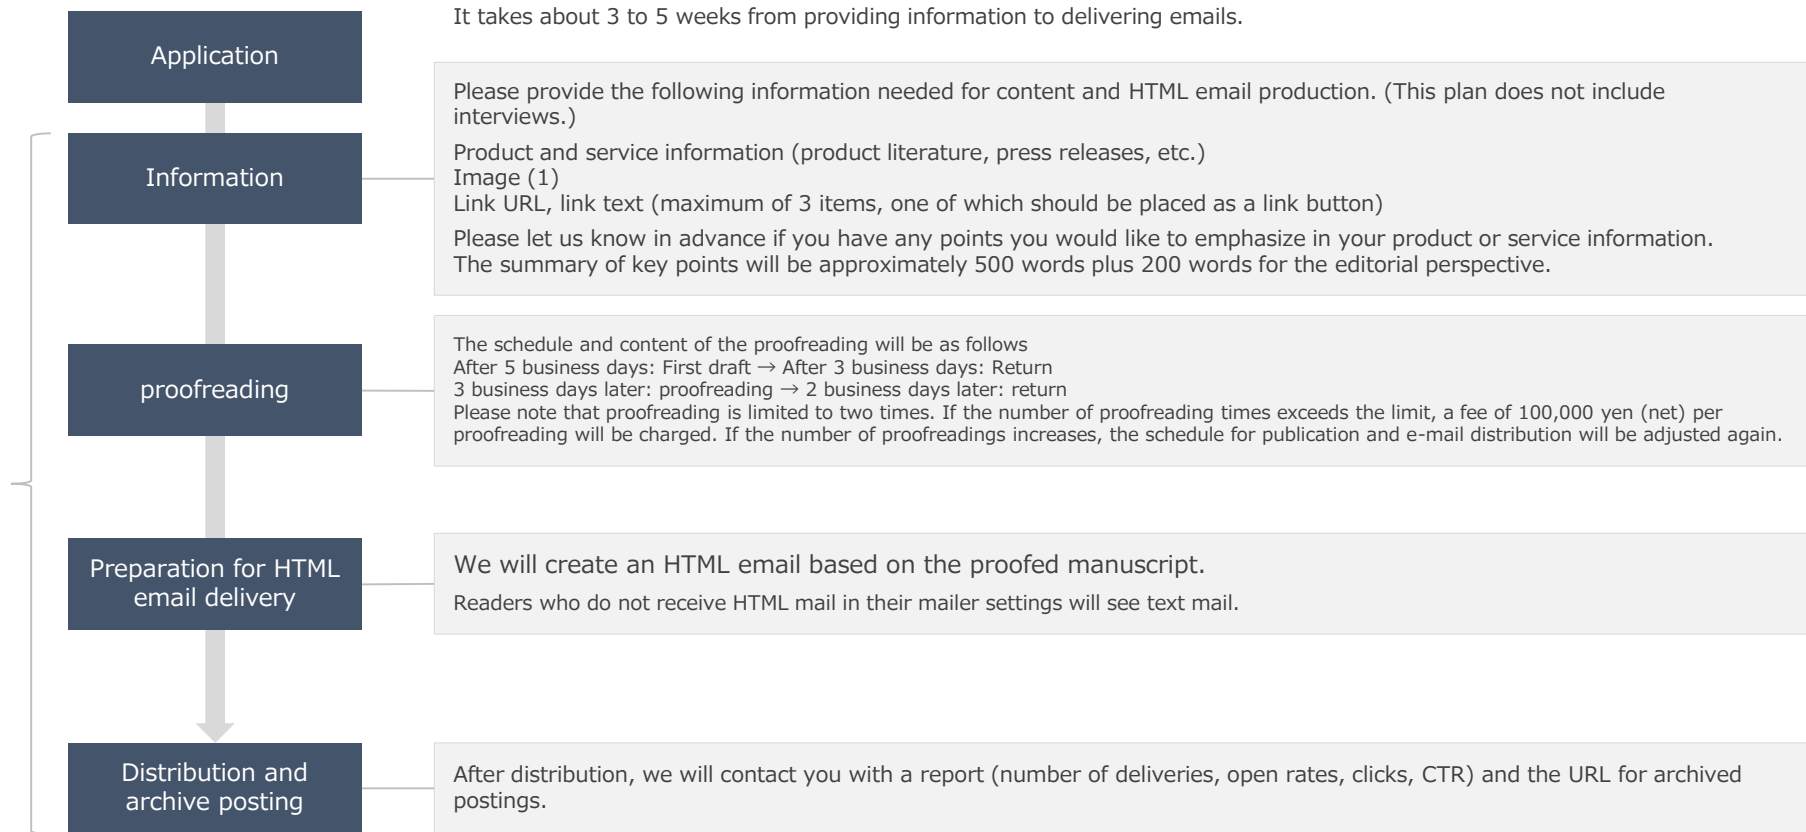 It takes about 3 to 5 weeks from providing information to delivering emails.
Application
Please provide the following information needed for content and HTML email production. (This plan does not include
interviews.)
Information
Product and service information (product literature, press releases, etc.)
Image (1)
Link URL, link text (maximum of 3 items, one of which should be placed as a link button)
Please let us know in advance if you have any points you would like to emphasize in your product or service information.
The summary of key points will be approximately 500 words plus 200 words for the editorial perspective.
proofreading
The schedule and content of the proofreading will be as follows
After 5 business days: First draft → After 3 business days: Return
3 business days later: proofreading → 2 business days later: return
Please note that proofreading is limited to two times. If the number of proofreading times exceeds the limit, a fee of 100,000 yen (net) per
proofreading will be charged. If the number of proofreadings increases, the schedule for publication and e-mail distribution will be adjusted again.
Preparation for HTML
email delivery
We will create an HTML email based on the proofed manuscript.
Readers who do not receive HTML mail in their mailer settings will see text mail.
Distribution and
archive posting
After distribution, we will contact you with a report (number of deliveries, open rates, clicks, CTR) and the URL for archived
postings.